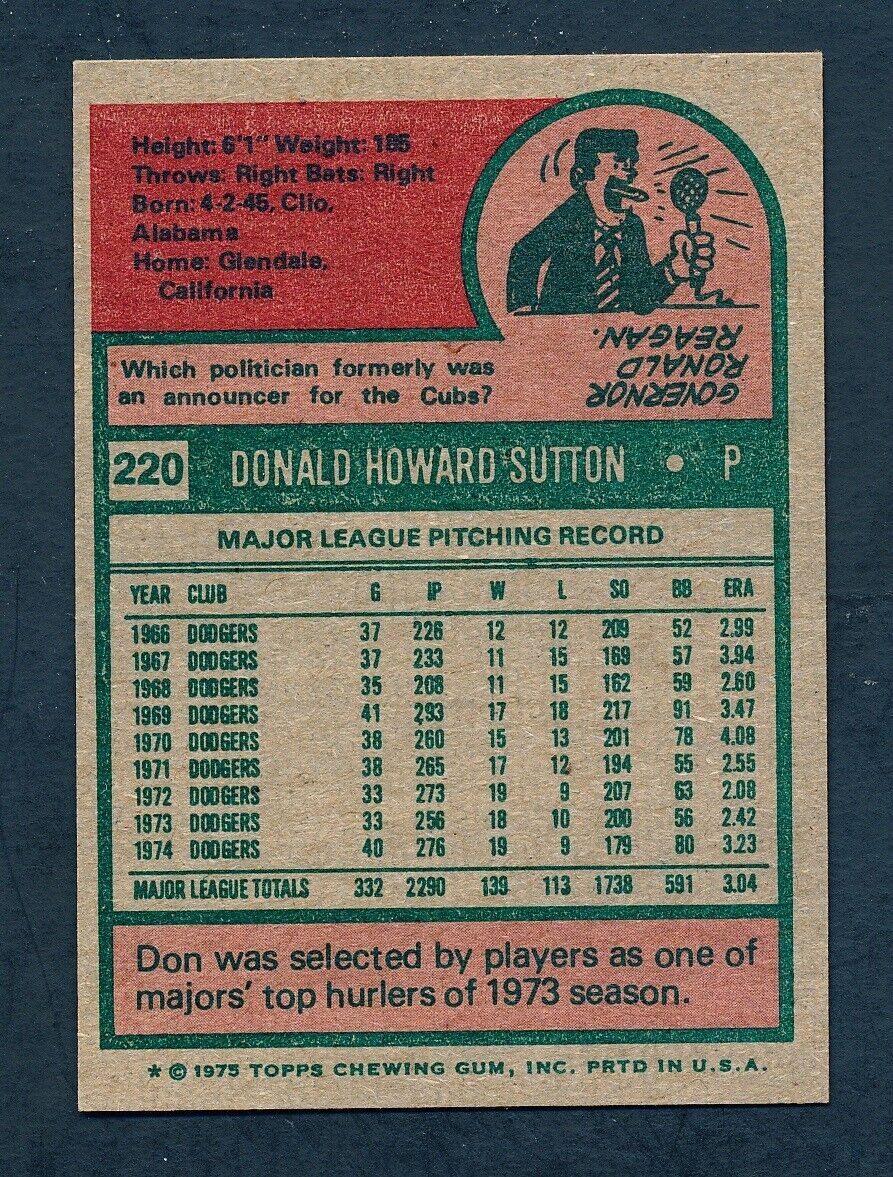 Height: 6'1" Weight: 185
Throws: Right Bats: Right
Born: 4-2-45, Clio,
Alabama
Home: Glendale,
California
Which politician formerly was
an announcer for the Cubs?
GOVERNOR
RONALD
REAGAN.
220 DONALD HOWARD SUTTON • P
MAJOR LEAGUE PITCHING RECORD
YEAR CLUB G IP W L SO BB ERA
1966 DODGERS 37 226 12 12 209 52 2.99
1967 DODGERS 37 233 11 15 169 57 3.94
1968 DODGERS 35 208 11 15 162 59 2.60
1969 DODGERS 41 293 17 18 217 91 3.47
1970 DODGERS 38 260 15 13 201 78 4.08
1971 DODGERS 38 265 17 12 194 55 2.55
1972 DODGERS 33 273 19 9 207 63 2.08
1973 DODGERS 33 256 18 10 200 56 2.42
1974 DODGERS 40 276 19 9 179 80 3.23
MAJOR LEAGUE TOTALS 332 2290 139 113 1738 591 3.04
Don was selected by players as one of
majors' top hurlers of 1973 season.
* © 1975 TOPPS CHEWING GUM, INC. PRTD IN U.S.A.